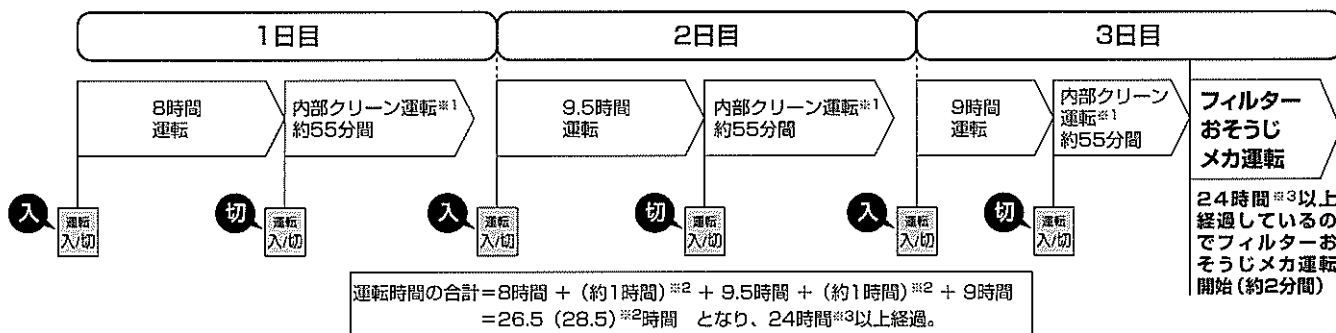 1日目
2日目
3日目
8時間
運転
内部クリーン運転※1
約55分間
9.5時間
運転
内部クリーン運転※1
約55分間
9時間
運転
内部クリーン
運転※1
約55分間
フィルター
おそうじ
メカ運転
入
運転
入/切
切
運転
入/切
入
運転
入/切
切
運転
入/切
入
運転
入/切
切
運転
入/切
24時間※3以上
経過しているの
でフィルターお
そうじメカ運転
開始(約2分間)
運転時間の合計=8時間 + (約1時間)※2 + 9.5時間 + (約1時間)※2 + 9時間
=26.5 (28.5)※2時間 となり、24時間※3以上経過。